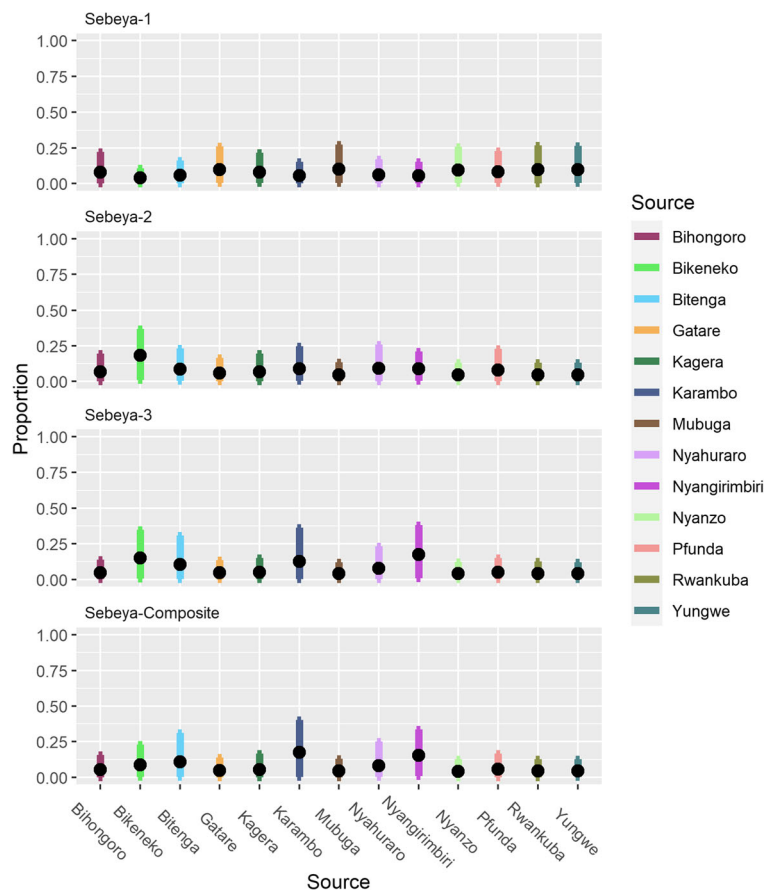 Sebeya-1
1.00
0.75
0.50
0.25
0.00
Sebeya-2
1.00
0.75
0.50
0.25
0.00
Sebeya-3
1.00
0.75
0.50
0.25
0.00
Sebeya-Composite
1.00
0.75
0.50
0.25
0.00
Proportion
Bihongoro
Bikeneko
Bitenga
Gatare
Kagera
Karambo
Mubuga
Nyahuraro
Nyangirimbiri
Nyanzo
Pfunda
Rwankuba
Yungwe
Source
Source
Bihongoro
Bikeneko
Bitenga
Gatare
Kagera
Karambo
Mubuga
Nyahuraro
Nyangirimbiri
Nyanzo
Pfunda
Rwankuba
Yungwe